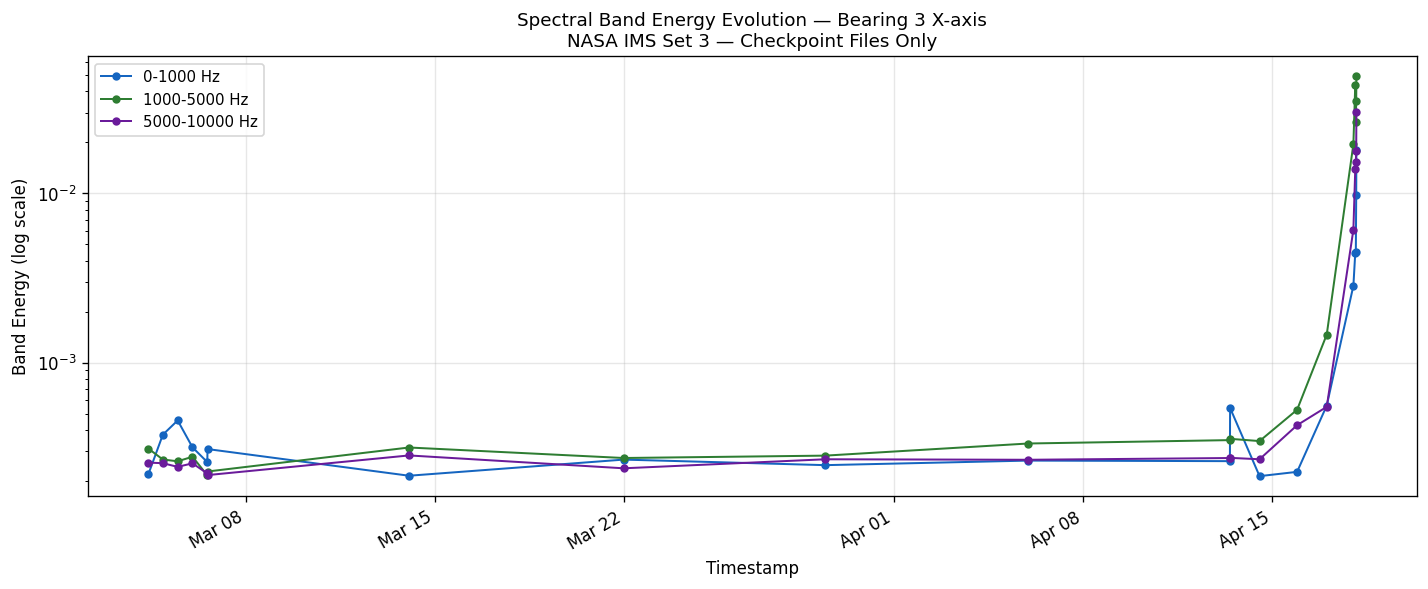 Spectral Band Energy Evolution — Bearing 3 X-axis
NASA IMS Set 3 — Checkpoint Files Only
0-1000 Hz
1000-5000 Hz
5000-10000 Hz
Band Energy (log scale)
10⁻²
10⁻³
Mar 08
Mar 15
Mar 22
Apr 01
Apr 08
Apr 15
Timestamp